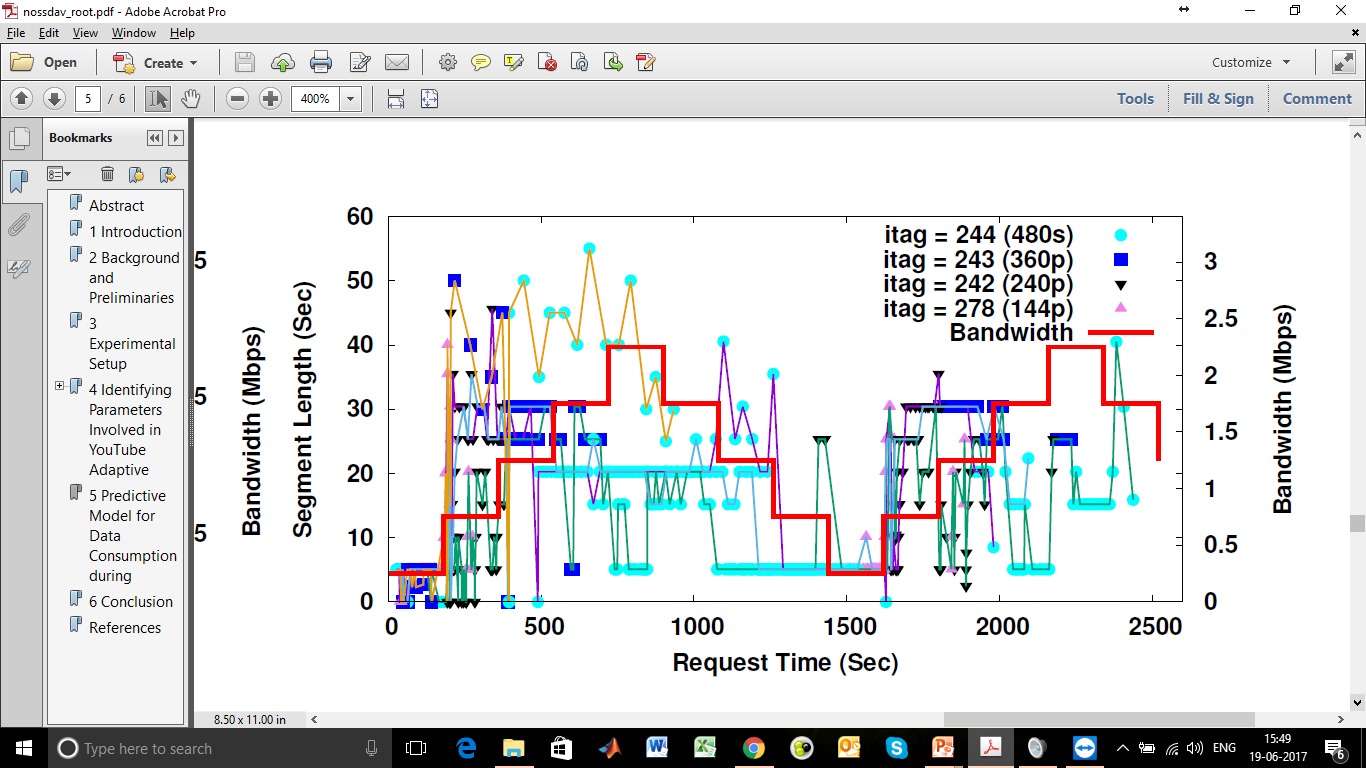 nossdav_root.pdf - Adobe Acrobat Pro
File Edit View Window Help
Open Create Customize
5 / 6 400% Tools Fill & Sign Comment
Bookmarks
Abstract
1 Introduction
2 Background
and
Preliminaries
3
Experimental
Setup
4 Identifying
Parameters
Involved in
YouTube
Adaptive
5 Predictive
Model for
Data
Consumption
during
6 Conclusion
References
5
5
5
Bandwidth (Mbps)
Segment Length (Sec)
60
50
40
30
20
10
0
itag = 244 (480s)
itag = 243 (360p)
itag = 242 (240p)
itag = 278 (144p)
Bandwidth
3
2.5
2
1.5
1
0.5
0
Bandwidth (Mbps)
0 500 1000 1500 2000 2500
Request Time (Sec)
8.50 x 11.00 in
Type here to search
ENG 15:49
19-06-2017
6